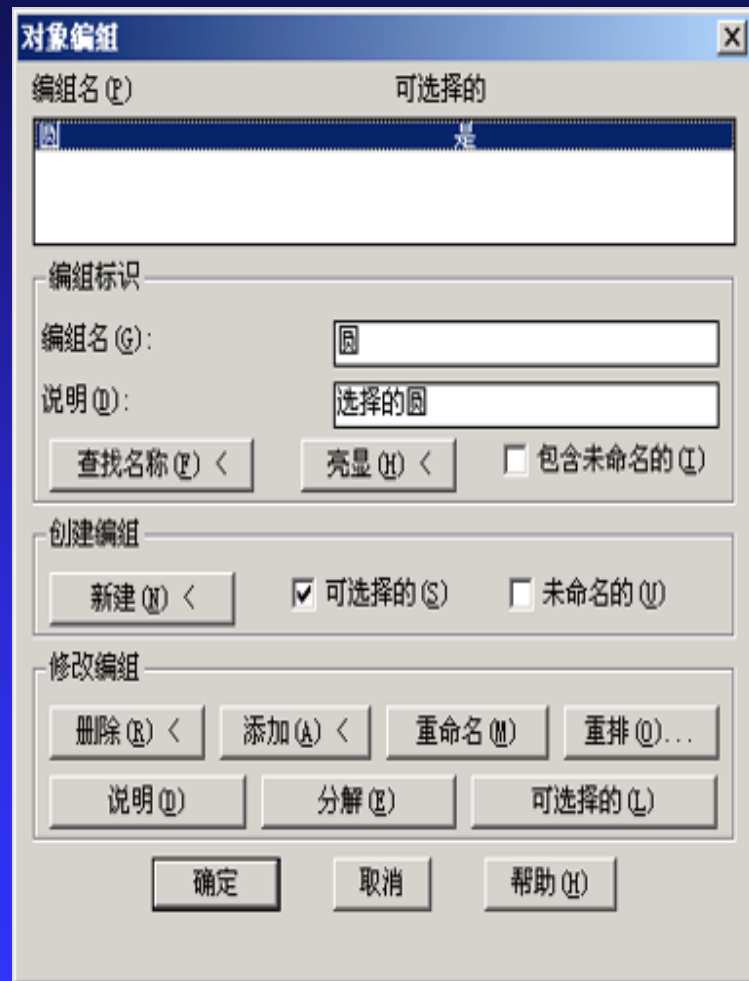 对象编组
编组名(P) 可选择的
圆 是
编组标识
编组名(G): 圆
说明(D): 选择的圆
查找名称(F) < 亮显(H) < 包含未命名的(I)
创建编组
新建(N) < 可选择的(S) 未命名的(U)
修改编组
删除(R) < 添加(A) < 重命名(M) 重排(O)...
说明(D) 分解(E) 可选择的(L)
确定 取消 帮助(H)